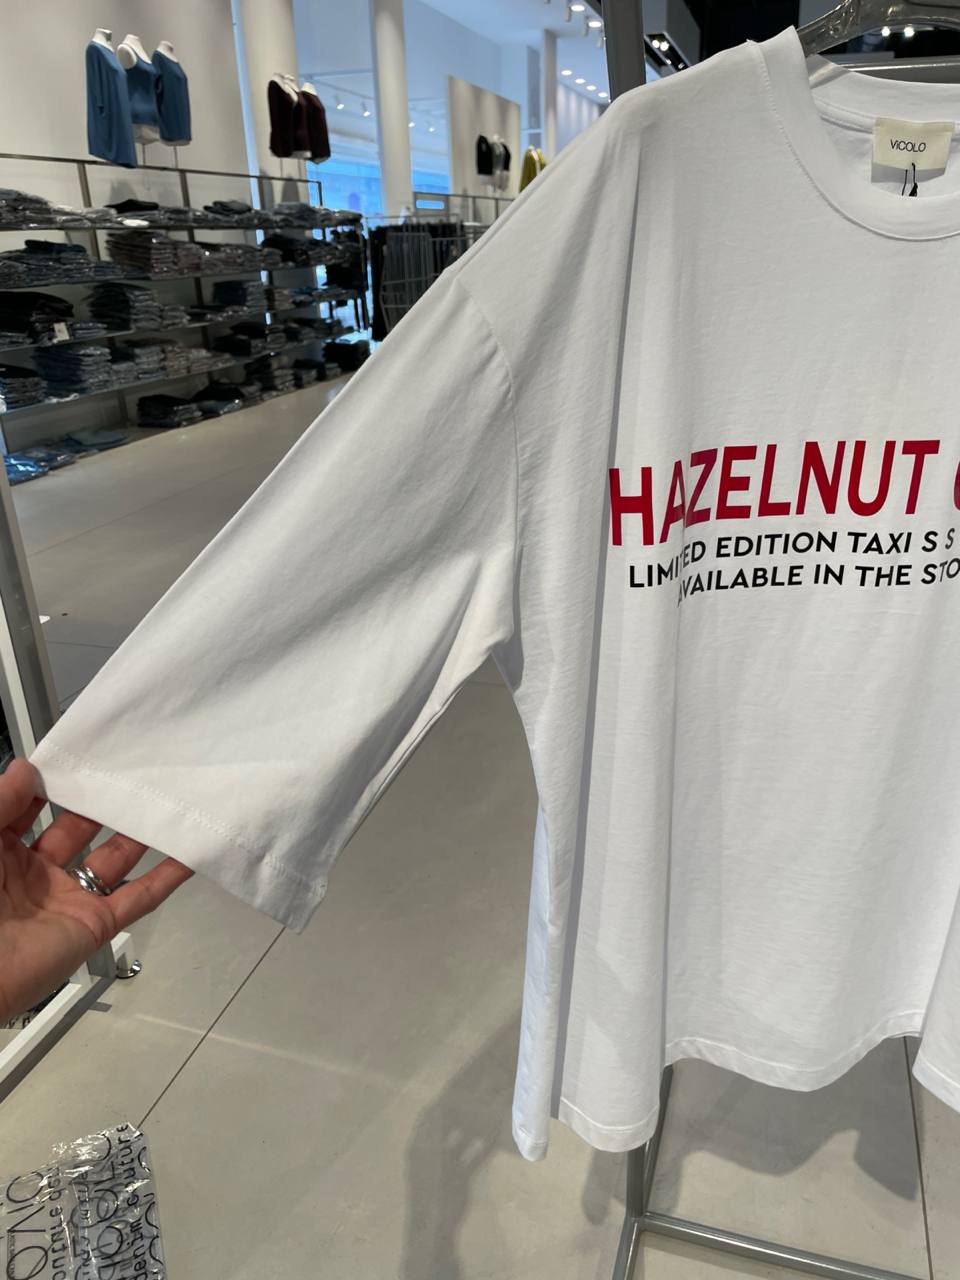 ViCOLO
HAZELNUT
LIMITED EDITION TAXI S S
AVAILABLE IN THE STO